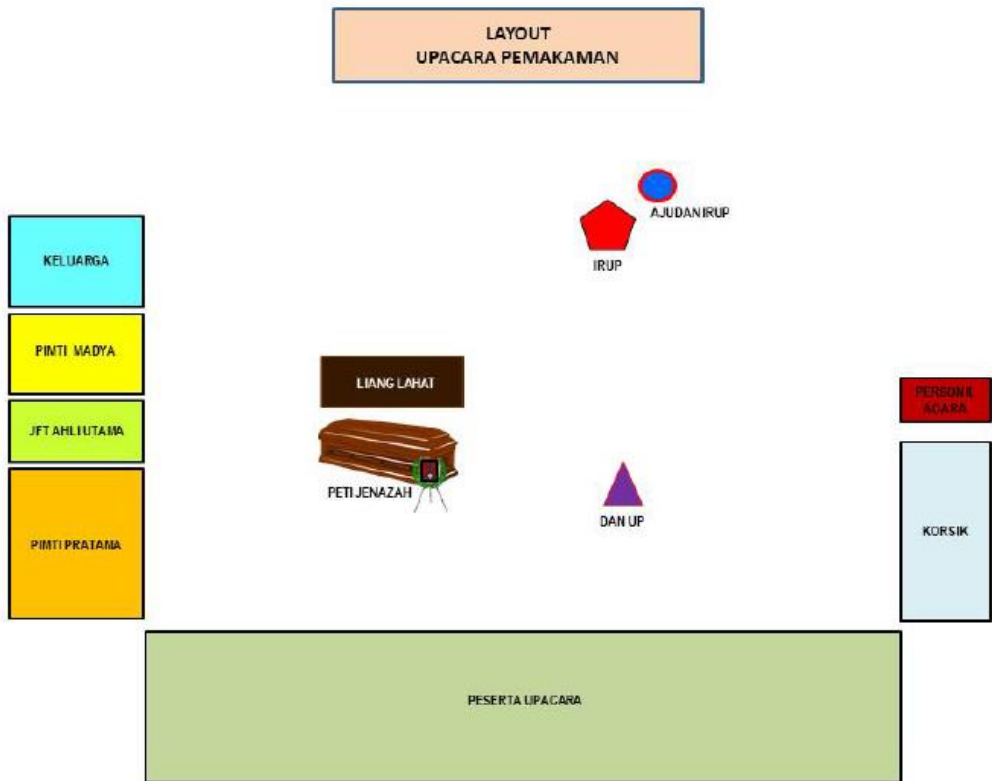 LAYOUT
UPACARA PEMAKAMAN
AJUDAN IRUP
IRUP
KELUARGA
PIMTI MADYA
LIANG LAHAT
PERSONIL
ACARA
JFT AHLI UTAMA
PETI JENAZAH
DAN UP
PIMTI PRATAMA
KORSIK
PESERTA UPACARA